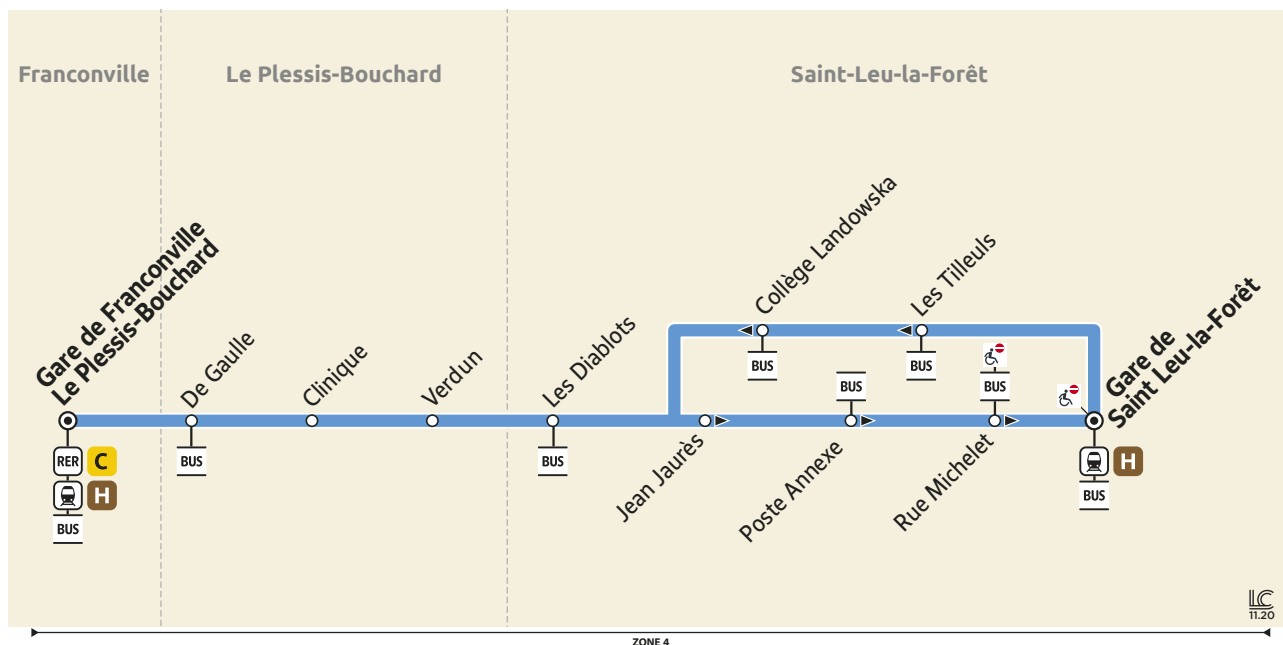 Franconville
Le Plessis-Bouchard
Saint-Leu-la-Forêt
Gare de Franconville
Le Plessis-Bouchard
De Gaulle
Clinique
Verdun
Les Diablots
Collège Landowska
Les Tilleuls
Gare de
Saint Leu-la-Forêt
BUS
BUS
BUS
BUS
Jean Jaurès
Poste Annexe
Rue Michelet
RER C
H
BUS
BUS
BUS
H
BUS
LC
11.20
ZONE 4